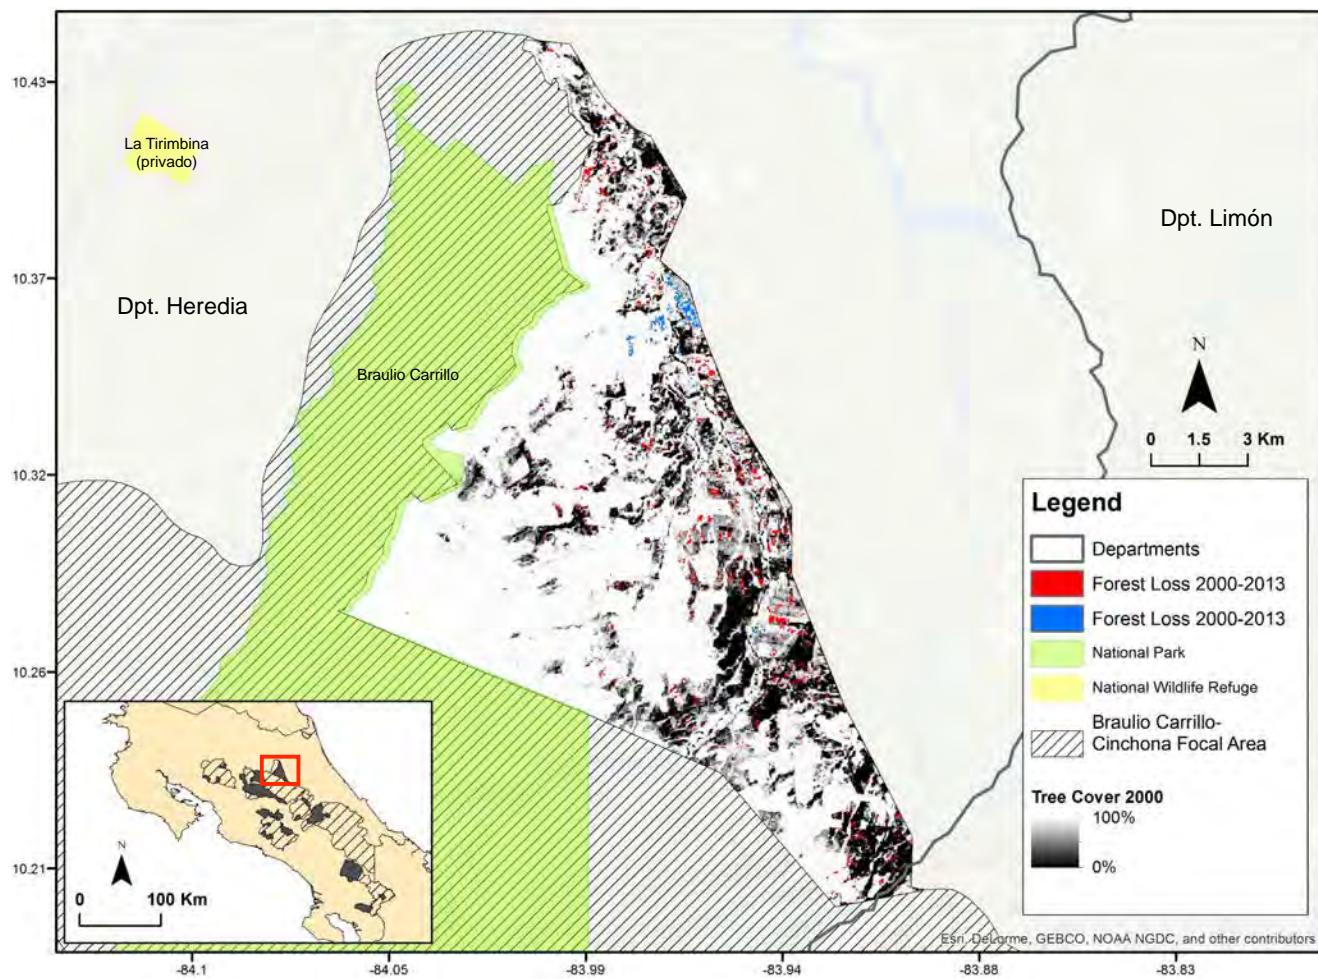 10.43
10.37
10.32
10.26
10.21
La Tirimbina
(privado)
Dpt. Heredia
Braulio Carrillo
Dpt. Limón
N
0 1.5 3 Km
Legend
Departments
Forest Loss 2000-2013
Forest Loss 2000-2013
National Park
National Wildlife Refuge
Braulio Carrillo-
Cinchona Focal Area
Tree Cover 2000
100%
0%
N
0 100 Km
Esri, DeLorme, GEBCO, NOAA NGDC, and other contributors
-84.1 -84.05 -83.99 -83.94 -83.88 -83.83